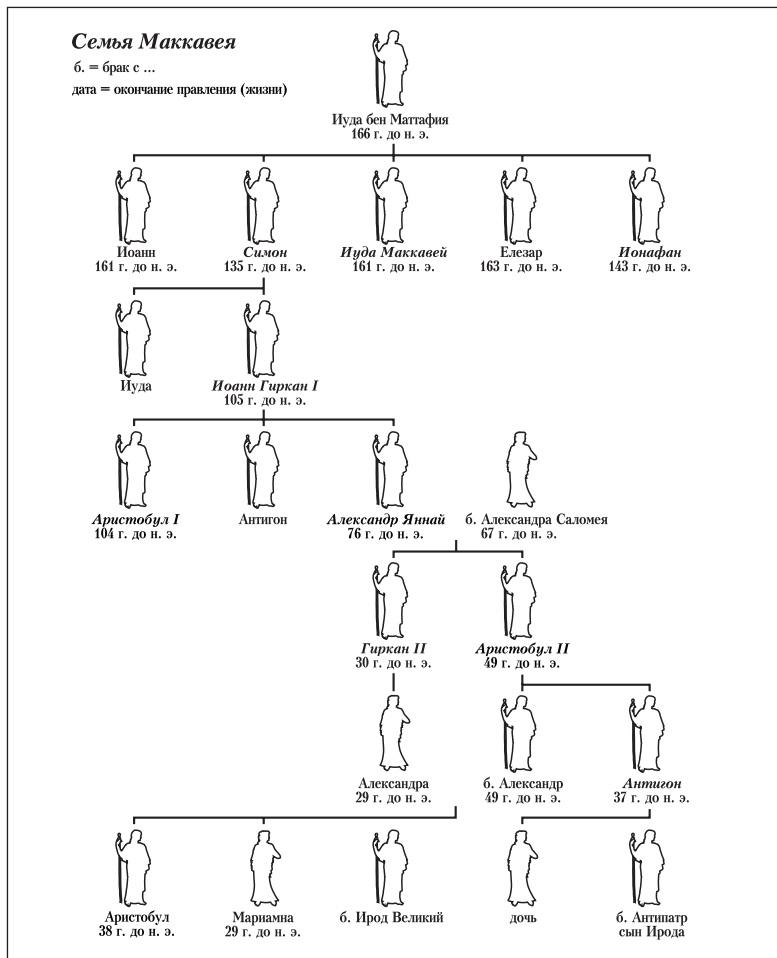 Семья Маккавея
б. = брак с ...
дата = окончание правления (жизни)
Иуда бен Маттафия
166 г. до н. э.
Иоанн
161 г. до н. э.
Симон
135 г. до н. э.
Иуда Маккавей
161 г. до н. э.
Елезар
163 г. до н. э.
Ионафан
143 г. до н. э.
Иуда
Иоанн Гиркан I
105 г. до н. э.
Аристобул I
104 г. до н. э.
Антигон
Александр Яннай
76 г. до н. э.
б. Александра Саломея
67 г. до н. э.
Гиркан II
30 г. до н. э.
Аристобул II
49 г. до н. э.
Александра
29 г. до н. э.
б. Александр
49 г. до н. э.
Антигон
37 г. до н. э.
Аристобул
38 г. до н. э.
Мариамна
29 г. до н. э.
б. Ирод Великий
дочь
б. Антипатр
сын Ирода